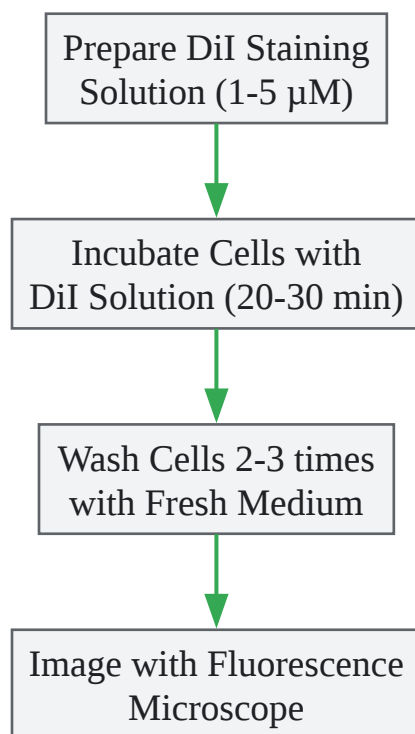 Prepare DiI Staining
Solution (1-5 µM)
Incubate Cells with
DiI Solution (20-30 min)
Wash Cells 2-3 times
with Fresh Medium
Image with Fluorescence
Microscope